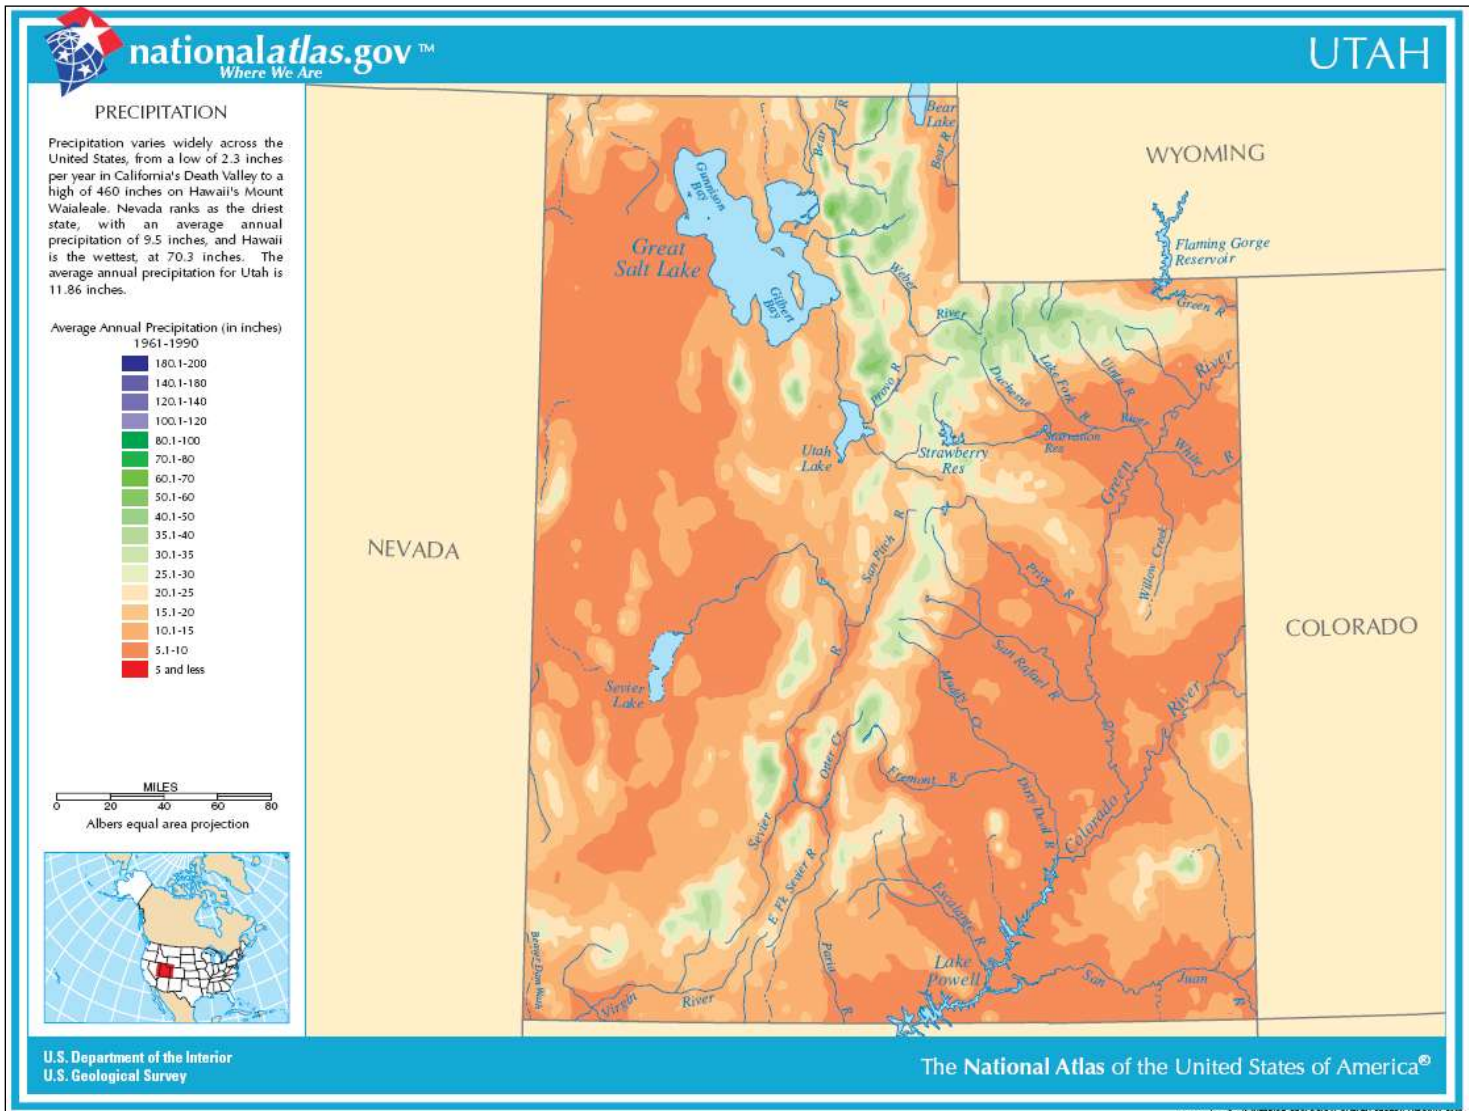 nationalatlas.gov ™
Where We Are
UTAH
PRECIPITATION
Precipitation varies widely across the
United States, from a low of 2.3 inches
per year in California's Death Valley to a
high of 460 inches on Hawaii's Mount
Waialeale. Nevada ranks as the driest
state, with an average annual
precipitation of 9.5 inches, and Hawaii
is the wettest, at 70.3 inches. The
average annual precipitation for Utah is
11.86 inches.
Average Annual Precipitation (in inches)
1961-1990
180.1-200
140.1-180
120.1-140
100.1-120
80.1-100
70.1-80
60.1-70
50.1-60
40.1-50
35.1-40
30.1-35
25.1-30
20.1-25
15.1-20
10.1-15
5.1-10
5 and less
MILES
0 20 40 60 80
Albers equal area projection
WYOMING
NEVADA
COLORADO
Bear R
Bear
Lake
Bear R
Gunnison
Bay
Great
Salt Lake
Gilbert
Bay
Weber
River
Flaming Gorge
Reservoir
Green R
Provo R
Duchesne
River
Lake Fork R
Uinta R
Green
River
White R
Utah
Lake
Strawberry
Res
Starvation
Res
San Pitch R
Price R
Willow Creek
San Rafael R
Sevier
Lake
R
Muddy Cr
Otter Cr
Fremont R
Dirty Devil R
Colorado
River
Sevier
E Fk Sevier R
Escalante R
Paria
R
Beaver Dam Wash
Virgin
River
Lake
Powell
San
Juan
R
U.S. Department of the Interior
U.S. Geological Survey
The National Atlas of the United States of America®